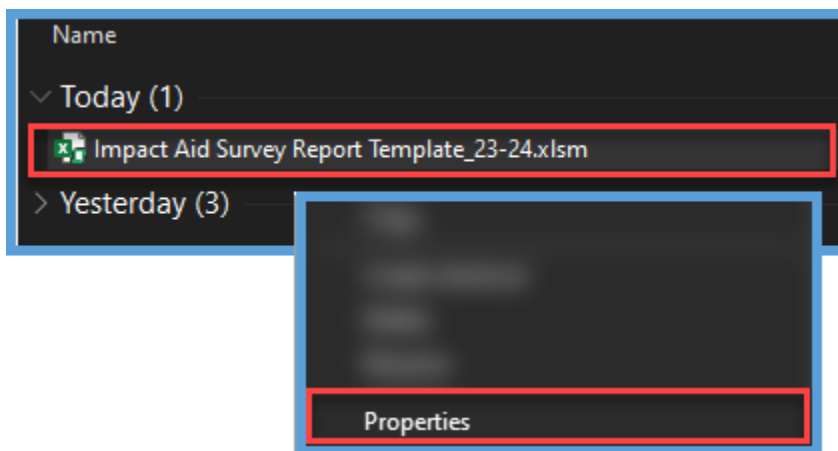 Name
Today (1)
Impact Aid Survey Report Template_23-24.xlsm
Yesterday (3)
Properties